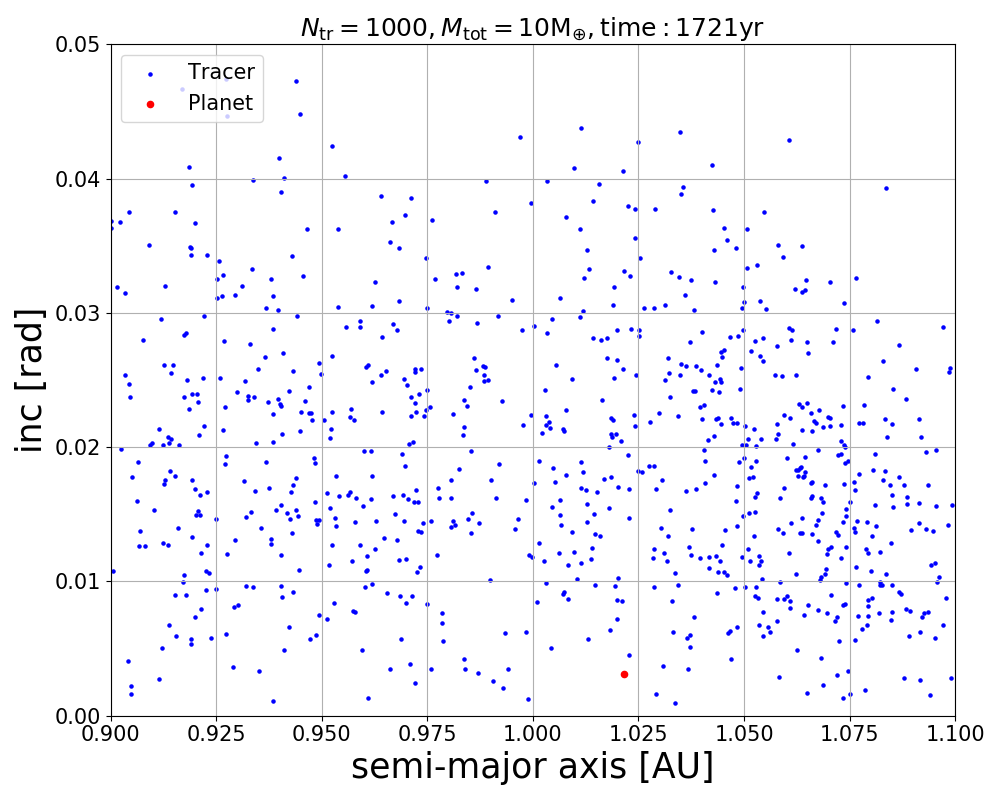 N_tr = 1000, M_tot = 10M_⊕, time : 1721yr
Tracer
Planet
inc [rad]
0.05
0.04
0.03
0.02
0.01
0.00
0.900 0.925 0.950 0.975 1.000 1.025 1.050 1.075 1.100
semi-major axis [AU]